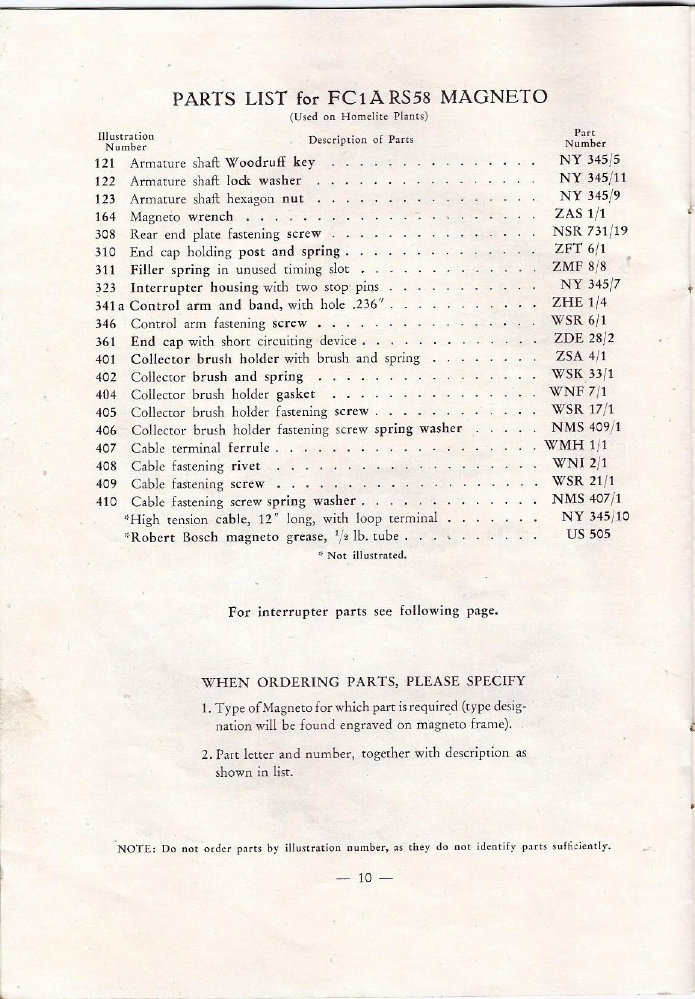 PARTS LIST for FC1ARS58 MAGNETO
(Used on Homelite Plants)
Illustration Number Description of Parts Part Number
121 Armature shaft Woodruff key . . . . . . . . . . . . . . . NY 345/5
122 Armature shaft lock washer . . . . . . . . . . . . . . . . NY 345/11
123 Armature shaft hexagon nut . . . . . . . . . . . . . . . . NY 345/9
164 Magneto wrench . . . . . . . . . . . . . . . . . . . . ZAS 1/1
308 Rear end plate fastening screw . . . . . . . . . . . . . . . NSR 731/19
310 End cap holding post and spring . . . . . . . . . . . . . . ZFT 6/1
311 Filler spring in unused timing slot . . . . . . . . . . . . . ZMF 8/8
323 Interrupter housing with two stop pins . . . . . . . . . . . . NY 345/7
341a Control arm and band, with hole .236″ . . . . . . . . . . . ZHE 1/4
346 Control arm fastening screw . . . . . . . . . . . . . . . . WSR 6/1
361 End cap with short circuiting device . . . . . . . . . . . . . ZDE 28/2
401 Collector brush holder with brush and spring . . . . . . . . ZSA 4/1
402 Collector brush and spring . . . . . . . . . . . . . . . . WSK 33/1
404 Collector brush holder gasket . . . . . . . . . . . . . . . WNF 7/1
405 Collector brush holder fastening screw . . . . . . . . . . . . WSR 17/1
406 Collector brush holder fastening screw spring washer . . . . . NMS 409/1
407 Cable terminal ferrule . . . . . . . . . . . . . . . . . . WMH 1/1
408 Cable fastening rivet . . . . . . . . . . . . . . . . . . WNI 2/1
409 Cable fastening screw . . . . . . . . . . . . . . . . . . WSR 21/1
410 Cable fastening screw spring washer . . . . . . . . . . . . . NMS 407/1
*High tension cable, 12″ long, with loop terminal . . . . . . . NY 345/10
*Robert Bosch magneto grease, ½ lb. tube . . . . . . . . . . US 505
* Not illustrated.
For interrupter parts see following page.
WHEN ORDERING PARTS, PLEASE SPECIFY
1. Type of Magneto for which part is required (type desig-
nation will be found engraved on magneto frame).
2. Part letter and number, together with description as
shown in list.
NOTE: Do not order parts by illustration number, as they do not identify parts sufficiently.
— 10 —